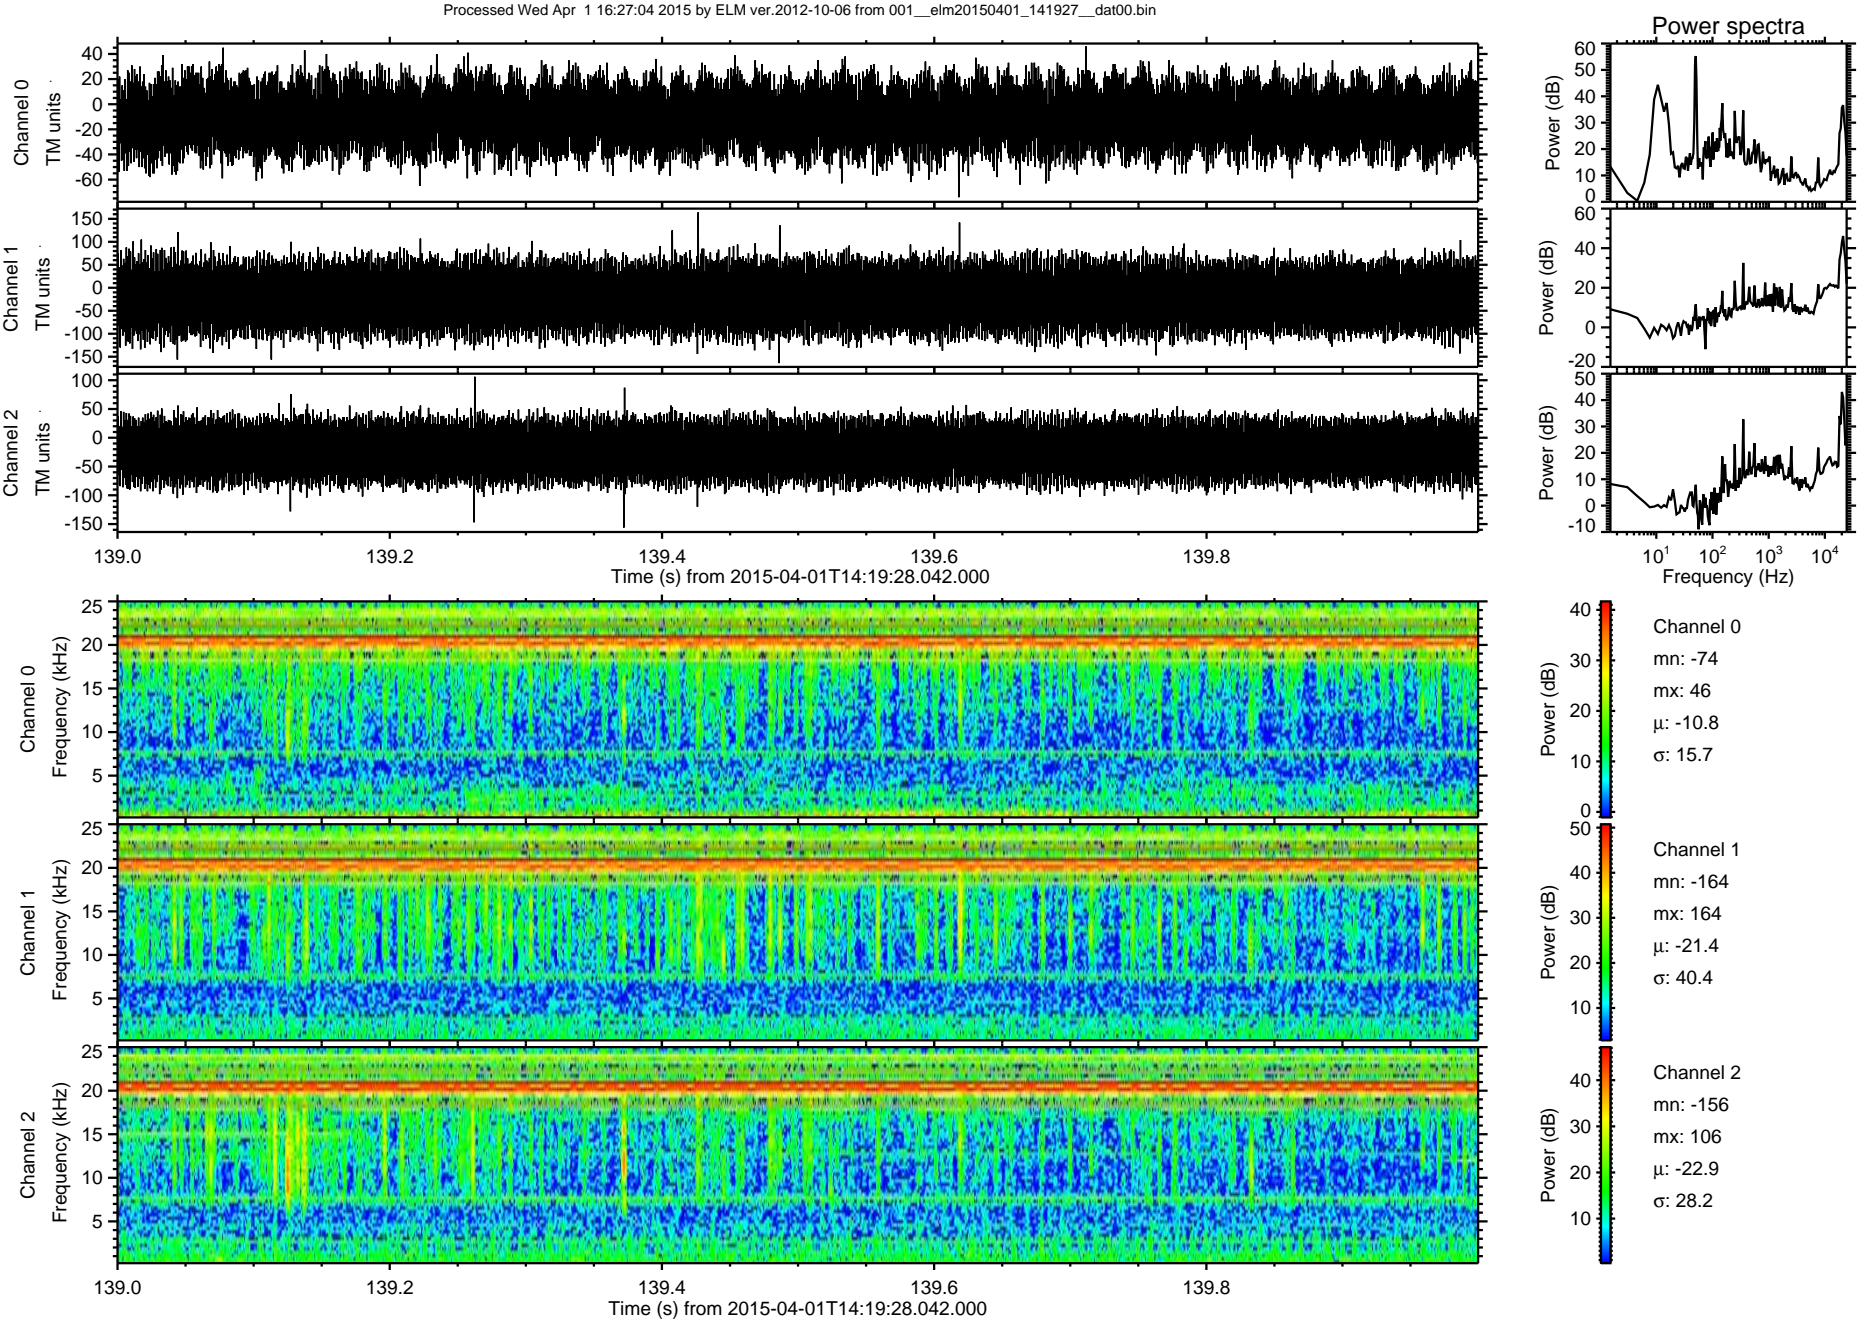 Processed Wed Apr  1 16:27:04 2015 by ELM ver.2012-10-06 from 001__elm20150401_141927__dat00.bin
Power spectra
Channel 0
TM units
40
20
0
-20
-40
-60
Power (dB)
60
50
40
30
20
10
0
Channel 1
TM units
150
100
50
0
-50
-100
-150
Power (dB)
60
40
20
0
-20
Channel 2
TM units
100
50
0
-50
-100
-150
Power (dB)
50
40
30
20
10
0
-10
139.0 139.2 139.4 139.6 139.8
Time (s) from 2015-04-01T14:19:28.042.000
10¹ 10² 10³ 10⁴
Frequency (Hz)
Channel 0
Frequency (kHz)
25
20
15
10
5
Power (dB)
40
30
20
10
0
Channel 0
mn: -74
mx: 46
μ: -10.8
σ: 15.7
Channel 1
Frequency (kHz)
25
20
15
10
5
Power (dB)
50
40
30
20
10
Channel 1
mn: -164
mx: 164
μ: -21.4
σ: 40.4
Channel 2
Frequency (kHz)
25
20
15
10
5
Power (dB)
40
30
20
10
Channel 2
mn: -156
mx: 106
μ: -22.9
σ: 28.2
139.0 139.2 139.4 139.6 139.8
Time (s) from 2015-04-01T14:19:28.042.000